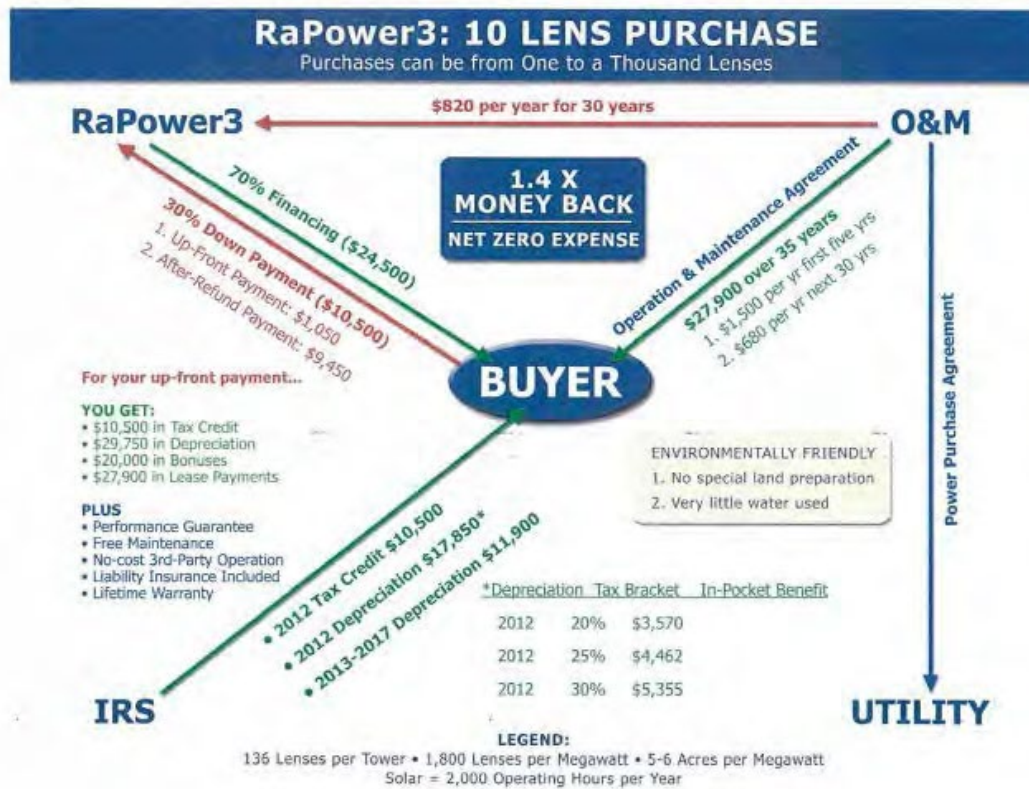 RaPower3: 10 LENS PURCHASE
Purchases can be from One to a Thousand Lenses
RaPower3
$820 per year for 30 years
O&M
70% Financing ($24,500)
30% Down Payment ($10,500)
1. Up-Front Payment: $1,050
2. After-Refund Payment: $9,450
1.4 X
MONEY BACK
NET ZERO EXPENSE
Operation & Maintenance Agreement
$27,900 over 35 years
1. $1,500 per yr first five yrs
2. $680 per yr next 30 yrs
Power Purchase Agreement
BUYER
For your up-front payment...
YOU GET:
• $10,500 in Tax Credit
• $29,750 in Depreciation
• $20,000 in Bonuses
• $27,900 in Lease Payments
PLUS
• Performance Guarantee
• Free Maintenance
• No-cost 3rd-Party Operation
• Liability Insurance Included
• Lifetime Warranty
ENVIRONMENTALLY FRIENDLY
1. No special land preparation
2. Very little water used
• 2012 Tax Credit $10,500
• 2012 Depreciation $17,850*
• 2013-2017 Depreciation $11,900
*Depreciation Tax Bracket In-Pocket Benefit
2012 20% $3,570
2012 25% $4,462
2012 30% $5,355
IRS
UTILITY
LEGEND:
136 Lenses per Tower • 1,800 Lenses per Megawatt • 5-6 Acres per Megawatt
Solar = 2,000 Operating Hours per Year